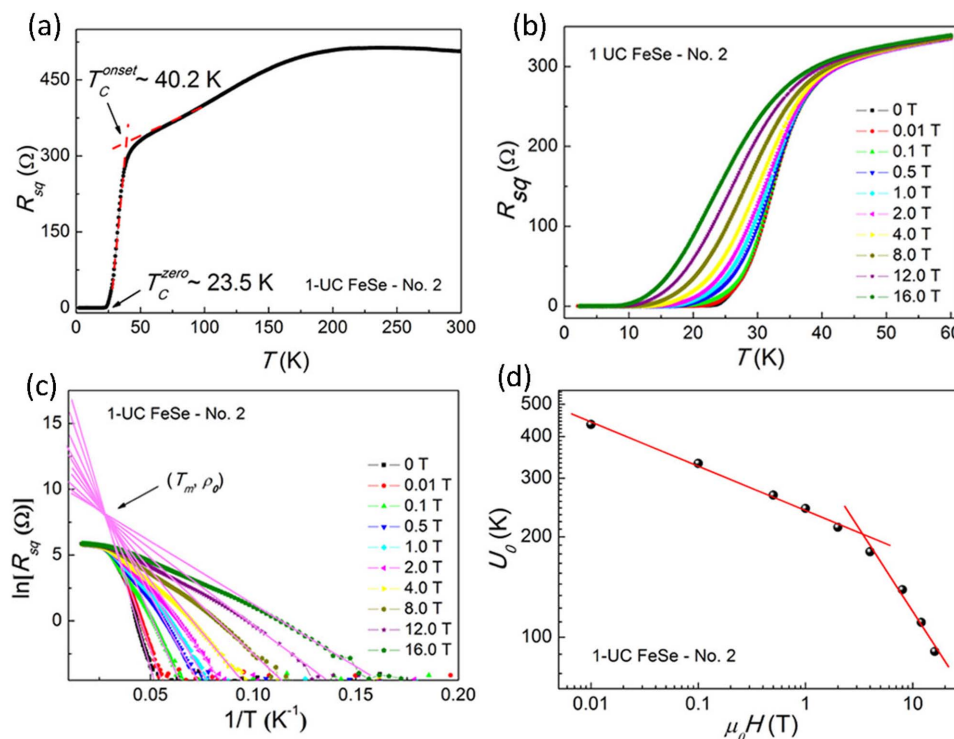 (a)
T_C^onset ~ 40.2 K
T_C^zero ~ 23.5 K
1-UC FeSe - No. 2
R_sq (Ω)
450
300
150
0
0 50 100 150 200 250 300
T (K)
(b)
1 UC FeSe - No. 2
0 T
0.01 T
0.1 T
0.5 T
1.0 T
2.0 T
4.0 T
8.0 T
12.0 T
16.0 T
R_sq (Ω)
300
200
100
0
0 10 20 30 40 50 60
T (K)
(c)
1-UC FeSe - No. 2
(T_m, ρ_0)
0 T
0.01 T
0.1 T
0.5 T
1.0 T
2.0 T
4.0 T
8.0 T
12.0 T
16.0 T
ln[R_sq (Ω)]
15
10
5
0
0.05 0.10 0.15 0.20
1/T (K⁻¹)
(d)
U_0 (K)
500
400
300
200
100
1-UC FeSe - No. 2
0.01 0.1 1 10
μ_0H (T)